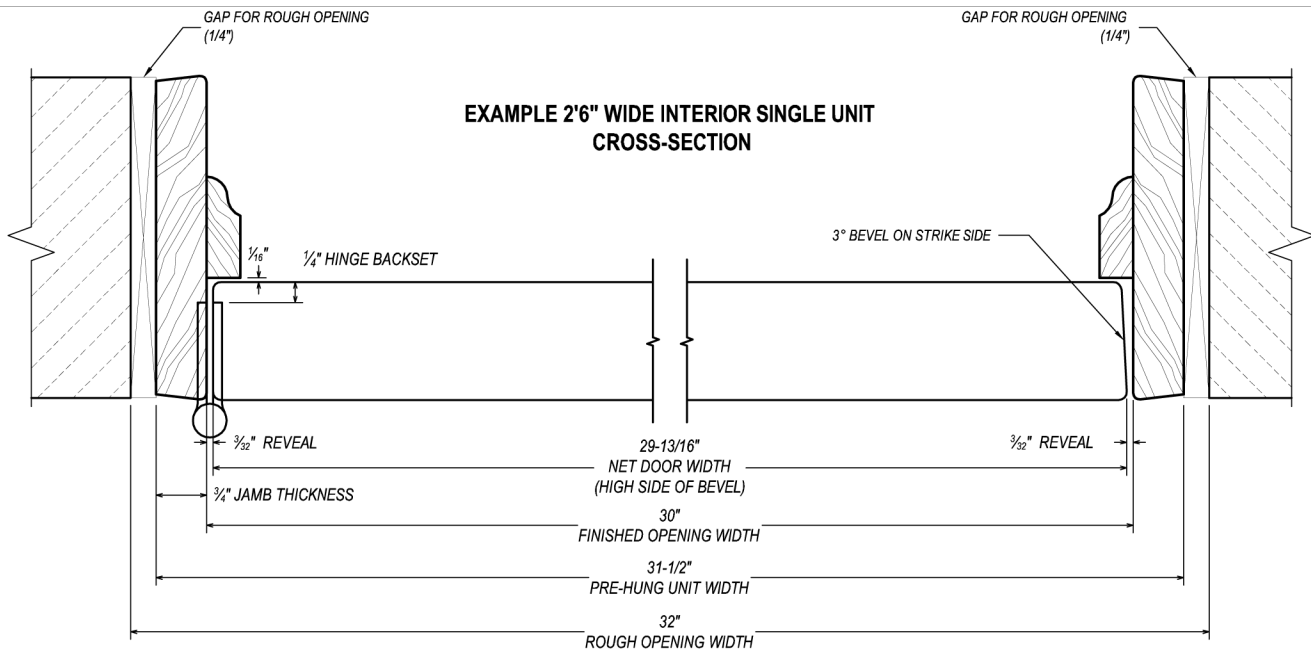 GAP FOR ROUGH OPENING
(1/4")
GAP FOR ROUGH OPENING
(1/4")
EXAMPLE 2'6" WIDE INTERIOR SINGLE UNIT
CROSS-SECTION
3° BEVEL ON STRIKE SIDE
1/16"
1/4" HINGE BACKSET
3/32" REVEAL
29-13/16"
NET DOOR WIDTH
(HIGH SIDE OF BEVEL)
3/32" REVEAL
3/4" JAMB THICKNESS
30"
FINISHED OPENING WIDTH
31-1/2"
PRE-HUNG UNIT WIDTH
32"
ROUGH OPENING WIDTH